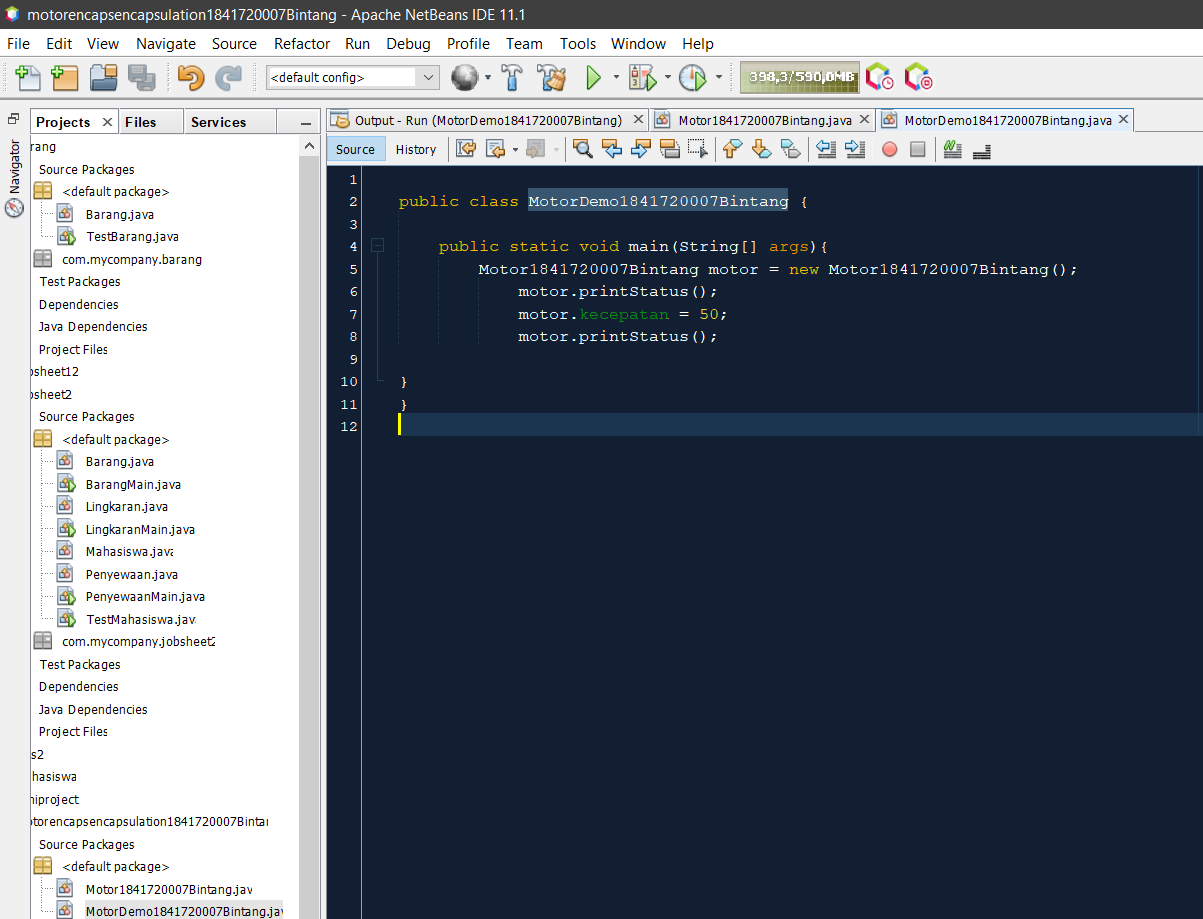 motorencapsencapsulation1841720007Bintang - Apache NetBeans IDE 11.1
File Edit View Navigate Source Refactor Run Debug Profile Team Tools Window Help
<default config>
398,3/590,0MB
Projects Files Services
Output - Run (MotorDemo1841720007Bintang) Motor1841720007Bintang.java MotorDemo1841720007Bintang.java
Source History
Navigator
rang
Source Packages
<default package>
Barang.java
TestBarang.java
com.mycompany.barang
Test Packages
Dependencies
Java Dependencies
Project Files
bsheet12
bsheet2
Source Packages
<default package>
Barang.java
BarangMain.java
Lingkaran.java
LingkaranMain.java
Mahasiswa.java
Penyewaan.java
PenyewaanMain.java
TestMahasiswa.jav
com.mycompany.jobsheet2
Test Packages
Dependencies
Java Dependencies
Project Files
s2
hasiswa
niproject
otorencapsencapsulation1841720007Bintar
Source Packages
<default package>
Motor1841720007Bintang.jav
MotorDemo1841720007Bintang.jav
1
2 public class MotorDemo1841720007Bintang {
3
4 public static void main(String[] args){
5 Motor1841720007Bintang motor = new Motor1841720007Bintang();
6 motor.printStatus();
7 motor.kecepatan = 50;
8 motor.printStatus();
9
10 }
11 }
12